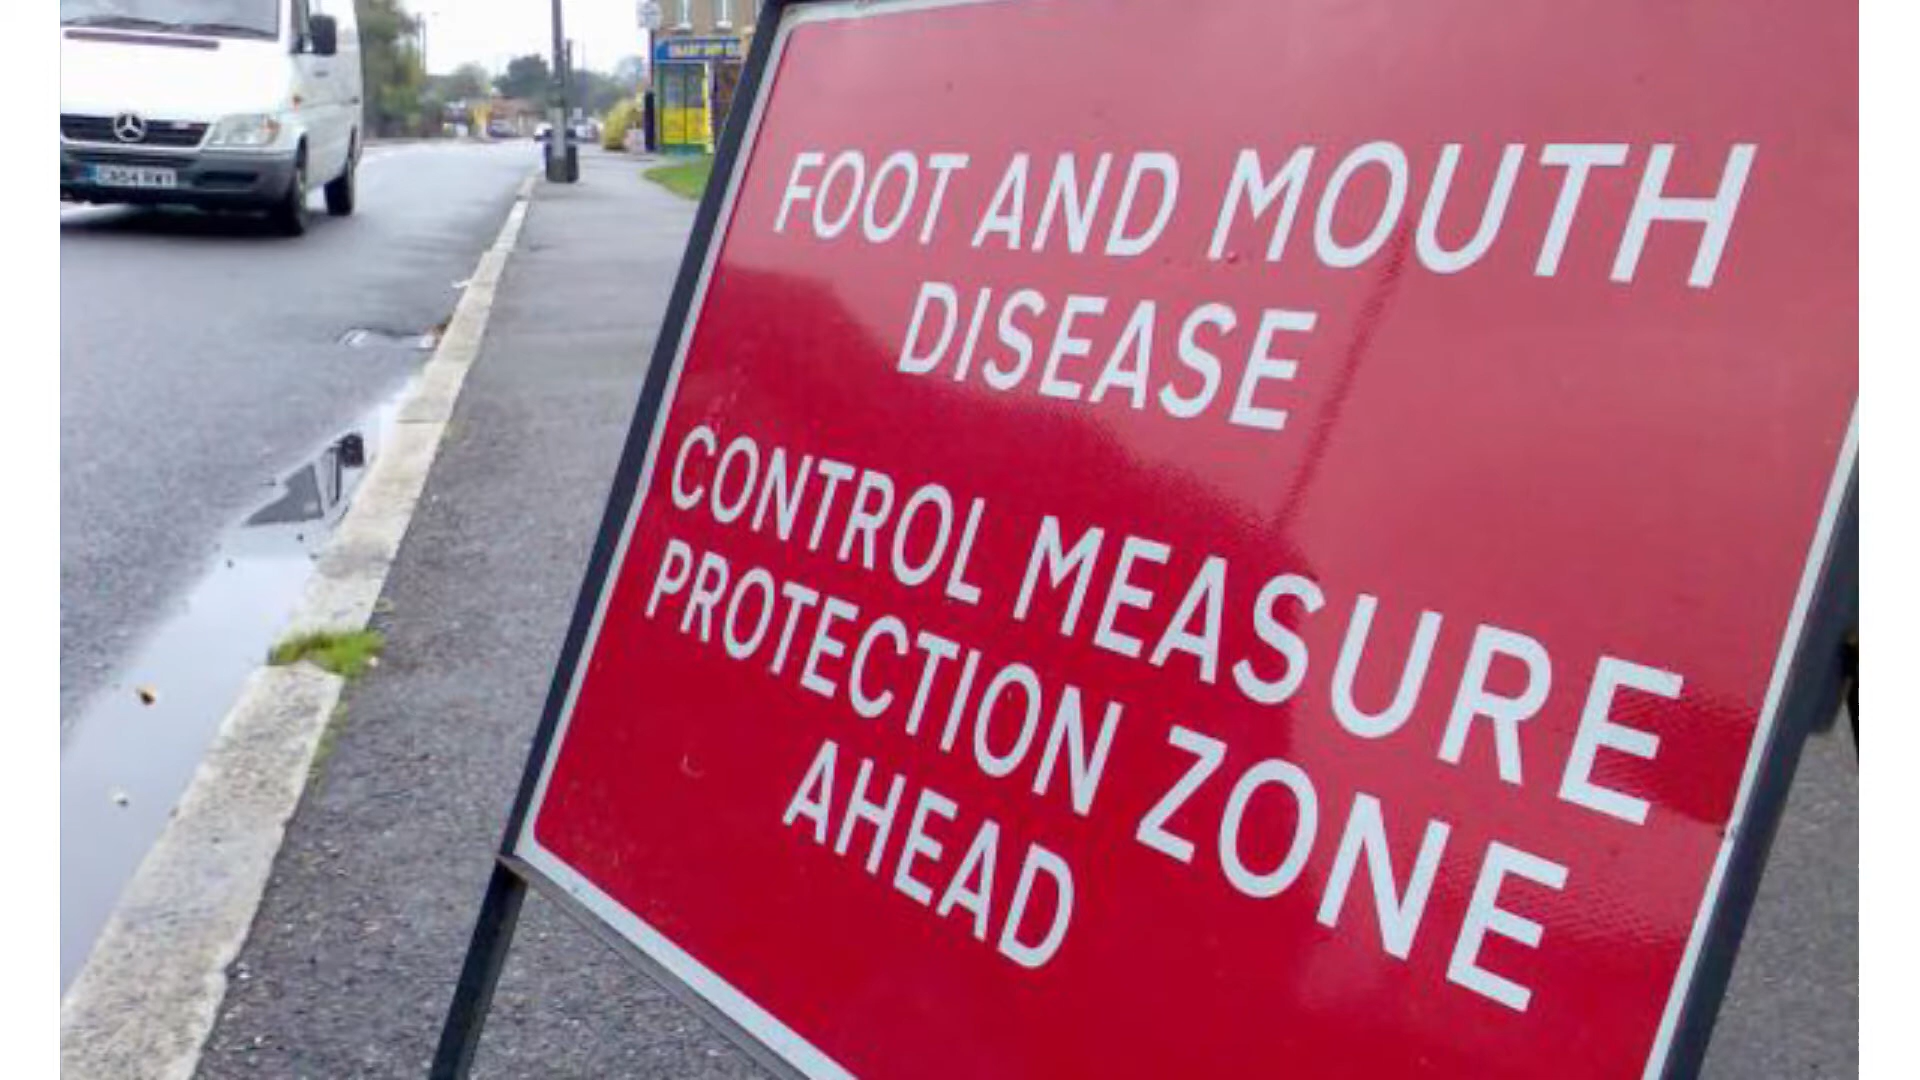 FOOT AND MOUTH
DISEASE
CONTROL MEASURE
PROTECTION ZONE
AHEAD